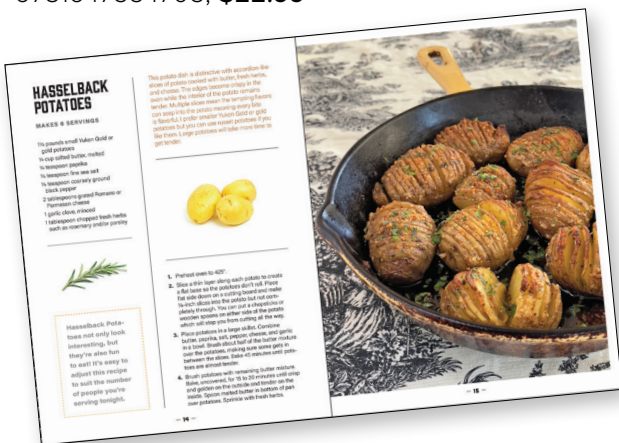 HASSELBACK
POTATOES
MAKES 6 SERVINGS
pounds small Yukon Gold or
gold potatoes
cup salted butter, melted
teaspoon paprika
teaspoon fine sea salt
teaspoon coarsely ground
black pepper
2 tablespoons grated Romano or
Parmesan cheese
1 garlic clove, minced
1 tablespoon chopped fresh herbs
such as rosemary and/or parsley
Hasselback Pota-
toes not only look
interesting, but
they're also fun
to eat! It's easy to
adjust this recipe
to suit the number
of people you're
serving tonight.
This potato dish is distinctive with accordion-like
slices of potato cooked with butter, fresh herbs,
and cheese. The edges become crispy in the
oven while the interior of the potato remains
tender. Multiple slices mean the tempting flavors
can seep into the potato meaning every bite
is flavorful. I prefer smaller Yukon Gold or gold
potatoes but you can use russet potatoes if you
like them. Large potatoes will take more time to
get tender.
1. Preheat oven to 425°.
2. Slice a thin layer along each potato to create
a flat base so the potatoes don't roll. Place
flat side down on a cutting board and make
-inch slices into the potato but not com-
pletely through. You can put a chopsticks or
wooden spoons on either side of the potato
which will stop you from cutting all the way.
3. Place potatoes in a large skillet. Combine
butter, paprika, salt, pepper, cheese, and garlic
in a bowl. Brush about half of the butter mixture
over the potatoes, making sure some gets in
between the slices. Bake 45 minutes until pota-
toes are almost tender.
4. Brush potatoes with remaining butter mixture.
Bake, uncovered, for 15 to 20 minutes until crisp
and golden on the outside and tender on the
inside. Spoon melted butter in bottom of pan
over potatoes. Sprinkle with fresh herbs.
— 14 —
— 15 —